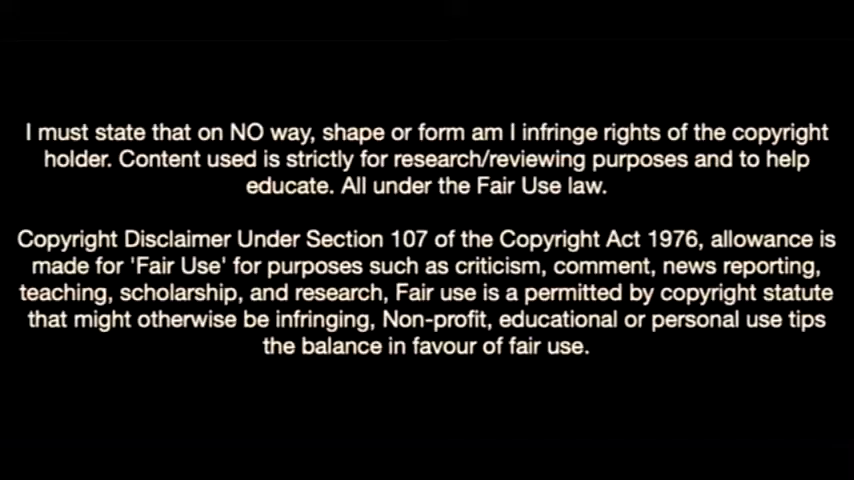 I must state that on NO way, shape or form am I infringe rights of the copyright
holder. Content used is strictly for research/reviewing purposes and to help
educate. All under the Fair Use law.
Copyright Disclaimer Under Section 107 of the Copyright Act 1976, allowance is
made for 'Fair Use' for purposes such as criticism, comment, news reporting,
teaching, scholarship, and research, Fair use is a permitted by copyright statute
that might otherwise be infringing, Non-profit, educational or personal use tips
the balance in favour of fair use.